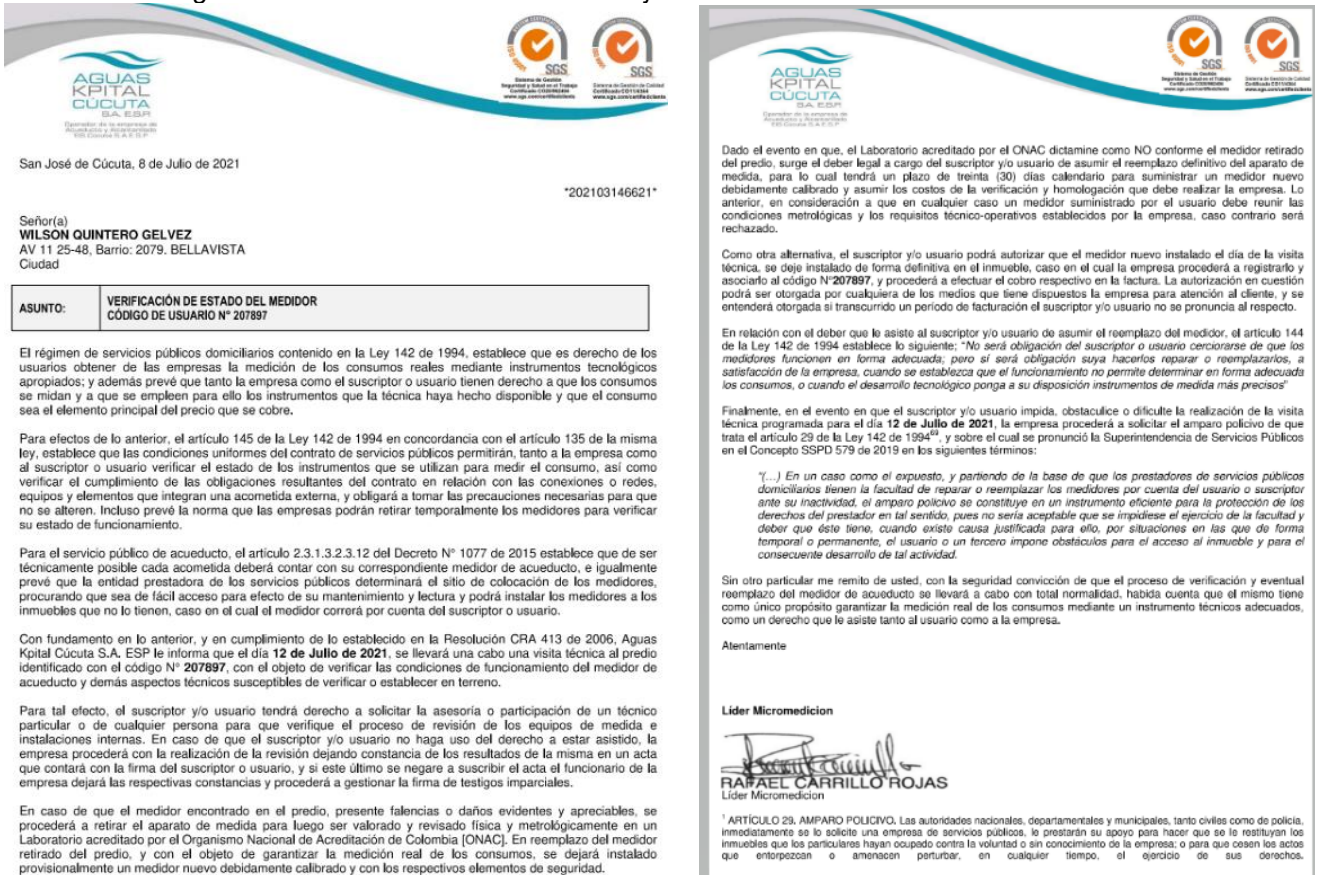 AGUAS
KPITAL
CÚCUTA
S.A. E.S.P.
Operador de la empresa de
Acueducto y Alcantarillado
EIS Cúcuta S.A E.S.P
SGS
SGS
San José de Cúcuta, 8 de Julio de 2021
*202103146621*
Señor(a)
WILSON QUINTERO GELVEZ
AV 11 25-48, Barrio: 2079. BELLAVISTA
Ciudad
ASUNTO:
VERIFICACIÓN DE ESTADO DEL MEDIDOR
CÓDIGO DE USUARIO N° 207897
El régimen de servicios públicos domiciliarios contenido en la Ley 142 de 1994, establece que es derecho de los
usuarios obtener de las empresas la medición de los consumos reales mediante instrumentos tecnológicos
apropiados; y además prevé que tanto la empresa como el suscriptor o usuario tienen derecho a que los consumos
se midan y a que se empleen para ello los instrumentos que la técnica haya hecho disponible y que el consumo
sea el elemento principal del precio que se cobre.
Para efectos de lo anterior, el artículo 145 de la Ley 142 de 1994 en concordancia con el artículo 135 de la misma
ley, establece que las condiciones uniformes del contrato de servicios públicos permitirán, tanto a la empresa como
al suscriptor o usuario verificar el estado de los instrumentos que se utilizan para medir el consumo, así como
verificar el cumplimiento de las obligaciones resultantes del contrato en relación con las conexiones o redes,
equipos y elementos que integran una acometida externa, y obligará a tomar las precauciones necesarias para que
no se alteren. Incluso prevé la norma que las empresas podrán retirar temporalmente los medidores para verificar
su estado de funcionamiento.
Para el servicio público de acueducto, el artículo 2.3.1.3.2.3.12 del Decreto N° 1077 de 2015 establece que de ser
técnicamente posible cada acometida deberá contar con su correspondiente medidor de acueducto, e igualmente
prevé que la entidad prestadora de los servicios públicos determinará el sitio de colocación de los medidores,
procurando que sea de fácil acceso para efecto de su mantenimiento y lectura y podrá instalar los medidores a los
inmuebles que no lo tienen, caso en el cual el medidor correrá por cuenta del suscriptor o usuario.
Con fundamento en lo anterior, y en cumplimiento de lo establecido en la Resolución CRA 413 de 2006, Aguas
Kpital Cúcuta S.A. ESP le informa que el día 12 de Julio de 2021, se llevará una cabo una visita técnica al predio
identificado con el código N° 207897, con el objeto de verificar las condiciones de funcionamiento del medidor de
acueducto y demás aspectos técnicos susceptibles de verificar o establecer en terreno.
Para tal efecto, el suscriptor y/o usuario tendrá derecho a solicitar la asesoría o participación de un técnico
particular o de cualquier persona para que verifique el proceso de revisión de los equipos de medida e
instalaciones internas. En caso de que el suscriptor y/o usuario no haga uso del derecho a estar asistido, la
empresa procederá con la realización de la revisión dejando constancia de los resultados de la misma en un acta
que contará con la firma del suscriptor o usuario, y si este último se negare a suscribir el acta el funcionario de la
empresa dejará las respectivas constancias y procederá a gestionar la firma de testigos imparciales.
En caso de que el medidor encontrado en el predio, presente falencias o daños evidentes y apreciables, se
procederá a retirar el aparato de medida para luego ser valorado y revisado física y metrológicamente en un
Laboratorio acreditado por el Organismo Nacional de Acreditación de Colombia [ONAC]. En reemplazo del medidor
retirado del predio, y con el objeto de garantizar la medición real de los consumos, se dejará instalado
provisionalmente un medidor nuevo debidamente calibrado y con los respectivos elementos de seguridad.
AGUAS
KPITAL
CÚCUTA
S.A. E.S.P.
Operador de la empresa de
Acueducto y Alcantarillado
EIS Cúcuta S.A E.S.P
SGS
SGS
Dado el evento en que, el Laboratorio acreditado por el ONAC dictamine como NO conforme el medidor retirado
del predio, surge el deber legal a cargo del suscriptor y/o usuario de asumir el reemplazo definitivo del aparato de
medida, para lo cual tendrá un plazo de treinta (30) días calendario para suministrar un medidor nuevo
debidamente calibrado y asumir los costos de la verificación y homologación que debe realizar la empresa. Lo
anterior, en consideración a que en cualquier caso un medidor suministrado por el usuario debe reunir las
condiciones metrológicas y los requisitos técnico-operativos establecidos por la empresa, caso contrario será
rechazado.
Como otra alternativa, el suscriptor y/o usuario podrá autorizar que el medidor nuevo instalado el día de la visita
técnica, se deje instalado de forma definitiva en el inmueble, caso en el cual la empresa procederá a registrarlo y
asociarlo al código N°207897, y procederá a efectuar el cobro respectivo en la factura. La autorización en cuestión
podrá ser otorgada por cualquiera de los medios que tiene dispuestos la empresa para atención al cliente, y se
entenderá otorgada si transcurrido un período de facturación el suscriptor y/o usuario no se pronuncia al respecto.
En relación con el deber que le asiste al suscriptor y/o usuario de asumir el reemplazo del medidor, el artículo 144
de la Ley 142 de 1994 establece lo siguiente; "No será obligación del suscriptor o usuario cerciorarse de que los
medidores funcionen en forma adecuada; pero sí será obligación suya hacerlos reparar o reemplazarlos, a
satisfacción de la empresa, cuando se establezca que el funcionamiento no permite determinar en forma adecuada
los consumos, o cuando el desarrollo tecnológico ponga a su disposición instrumentos de medida más precisos"
Finalmente, en el evento en que el suscriptor y/o usuario impida, obstaculice o dificulte la realización de la visita
técnica programada para el día 12 de Julio de 2021, la empresa procederá a solicitar el amparo policivo de que
trata el artículo 29 de la Ley 142 de 1994⁶⁹, y sobre el cual se pronunció la Superintendencia de Servicios Públicos
en el Concepto SSPD 579 de 2019 en los siguientes términos:
"(...) En un caso como el expuesto, y partiendo de la base de que los prestadores de servicios públicos
domiciliarios tienen la facultad de reparar o reemplazar los medidores por cuenta del usuario o suscriptor
ante su inactividad, el amparo policivo se constituye en un instrumento eficiente para la protección de los
derechos del prestador en tal sentido, pues no sería aceptable que se impidiese el ejercicio de la facultad y
deber que éste tiene, cuando existe causa justificada para ello, por situaciones en las que de forma
temporal o permanente, el usuario o un tercero impone obstáculos para el acceso al inmueble y para el
consecuente desarrollo de tal actividad.
Sin otro particular me remito de usted, con la seguridad convicción de que el proceso de verificación y eventual
reemplazo del medidor de acueducto se llevará a cabo con total normalidad, habida cuenta que el mismo tiene
como único propósito garantizar la medición real de los consumos mediante un instrumento técnicos adecuados,
como un derecho que le asiste tanto al usuario como a la empresa.
Atentamente
Lider Micromedicion
RAFAEL CARRILLO ROJAS
Líder Micromedicion
¹ ARTÍCULO 29. AMPARO POLICIVO. Las autoridades nacionales, departamentales y municipales, tanto civiles como de policía,
inmediatamente se lo solicite una empresa de servicios públicos, le prestarán su apoyo para hacer que se le restituyan los
inmuebles que los particulares hayan ocupado contra la voluntad o sin conocimiento de la empresa; o para que cesen los actos
que entorpezcan o amenacen perturbar, en cualquier tiempo, el ejercicio de sus derechos.